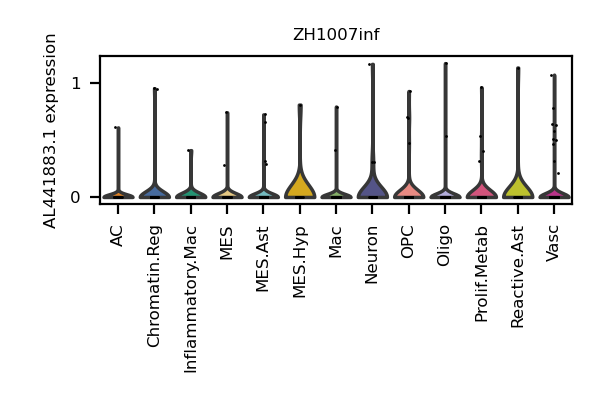 ZH1007inf
AL441883.1 expression
1
0
AC
Chromatin.Reg
Inflammatory.Mac
MES
MES.Ast
MES.Hyp
Mac
Neuron
OPC
Oligo
Prolif.Metab
Reactive.Ast
Vasc